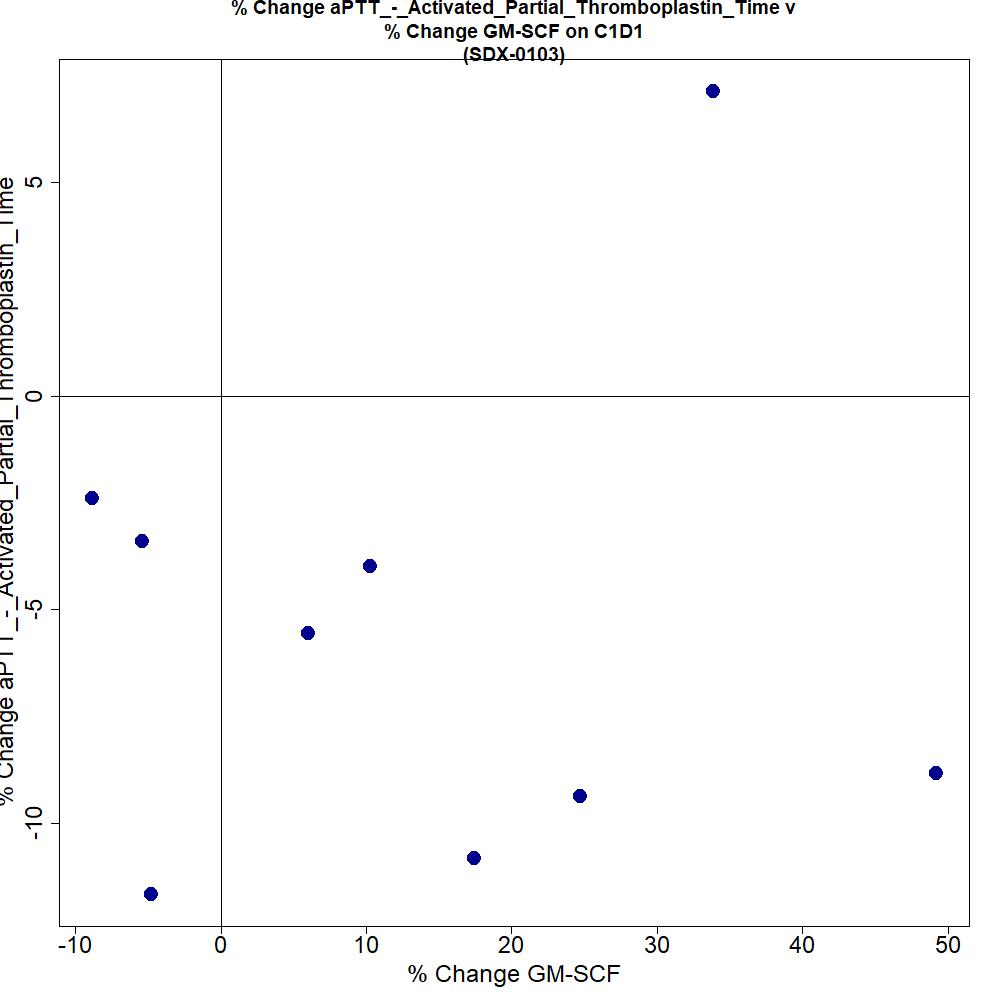 % Change aPTT_-_Activated_Partial_Thromboplastin_Time v
% Change GM-SCF on C1D1
(SDX-0103)
% Change aPTT_-_Activated_Partial_Thromboplastin_Time
5
0
-5
-10
-10 0 10 20 30 40 50
% Change GM-SCF